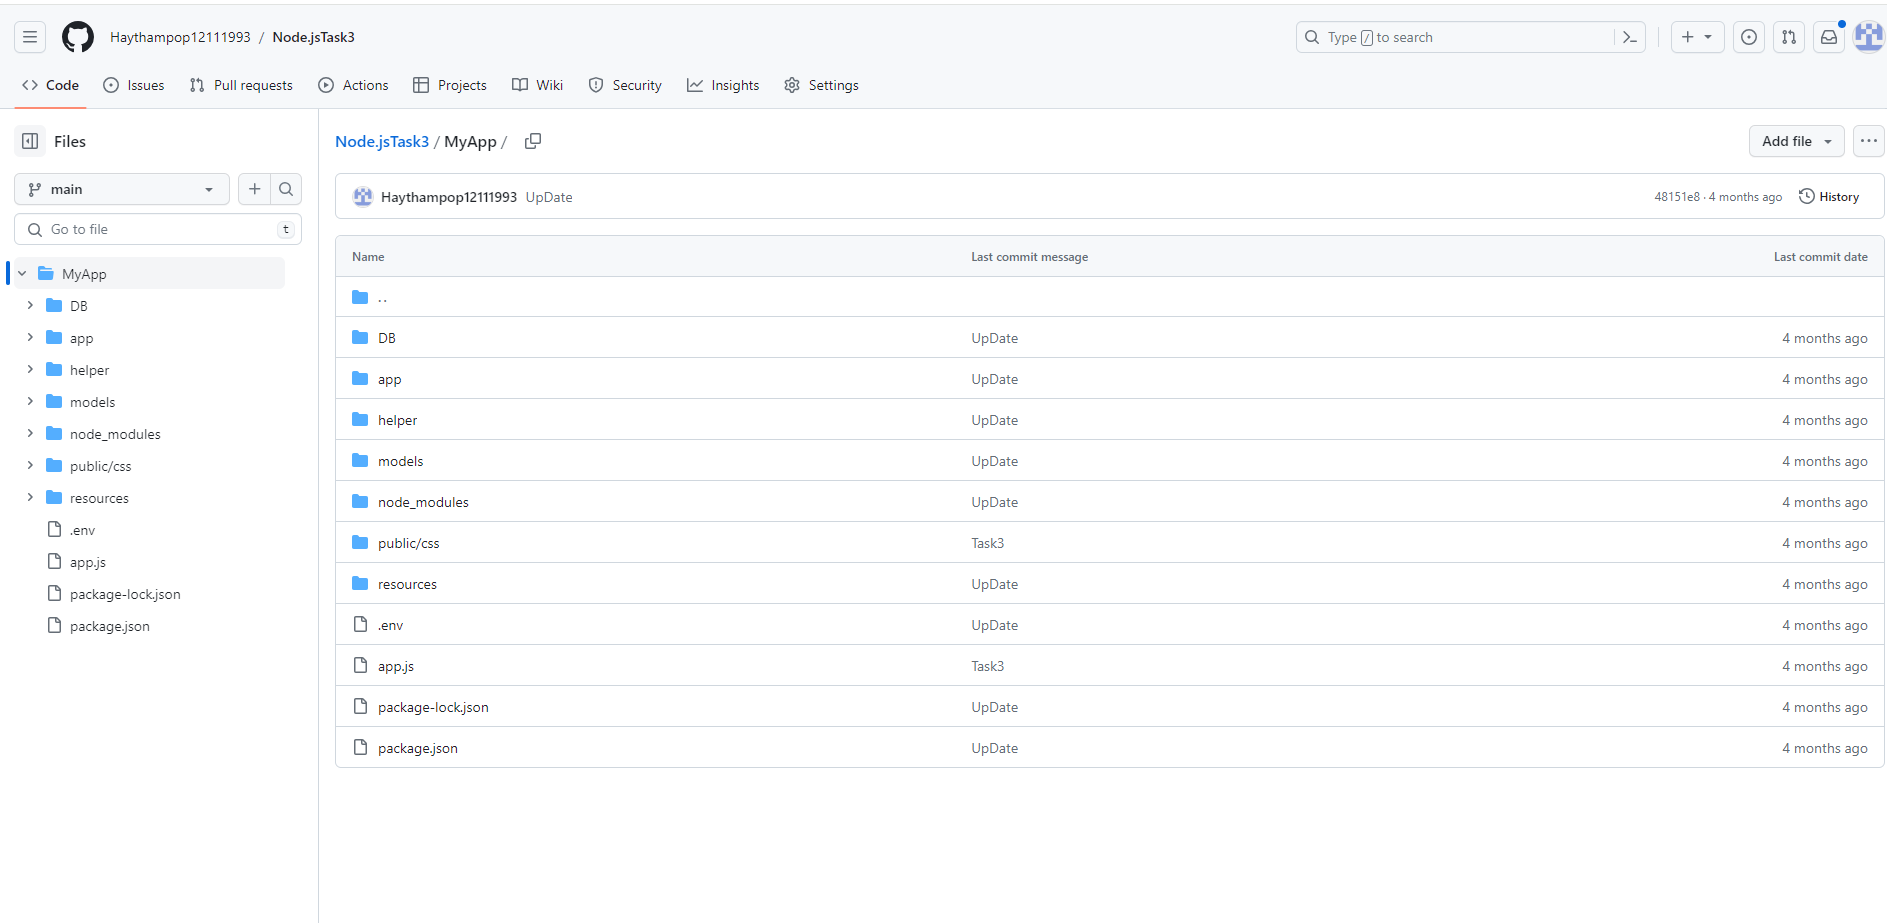 Haythampop12111993 / Node.jsTask3
Type / to search
Code Issues Pull requests Actions Projects Wiki Security Insights Settings
Files
main
Go to file t
MyApp
DB
app
helper
models
node_modules
public/css
resources
.env
app.js
package-lock.json
package.json
Node.jsTask3 / MyApp /
Add file
Haythampop12111993 UpDate 48151e8 · 4 months ago History
Name Last commit message Last commit date
..
DB UpDate 4 months ago
app UpDate 4 months ago
helper UpDate 4 months ago
models UpDate 4 months ago
node_modules UpDate 4 months ago
public/css Task3 4 months ago
resources UpDate 4 months ago
.env UpDate 4 months ago
app.js Task3 4 months ago
package-lock.json UpDate 4 months ago
package.json UpDate 4 months ago